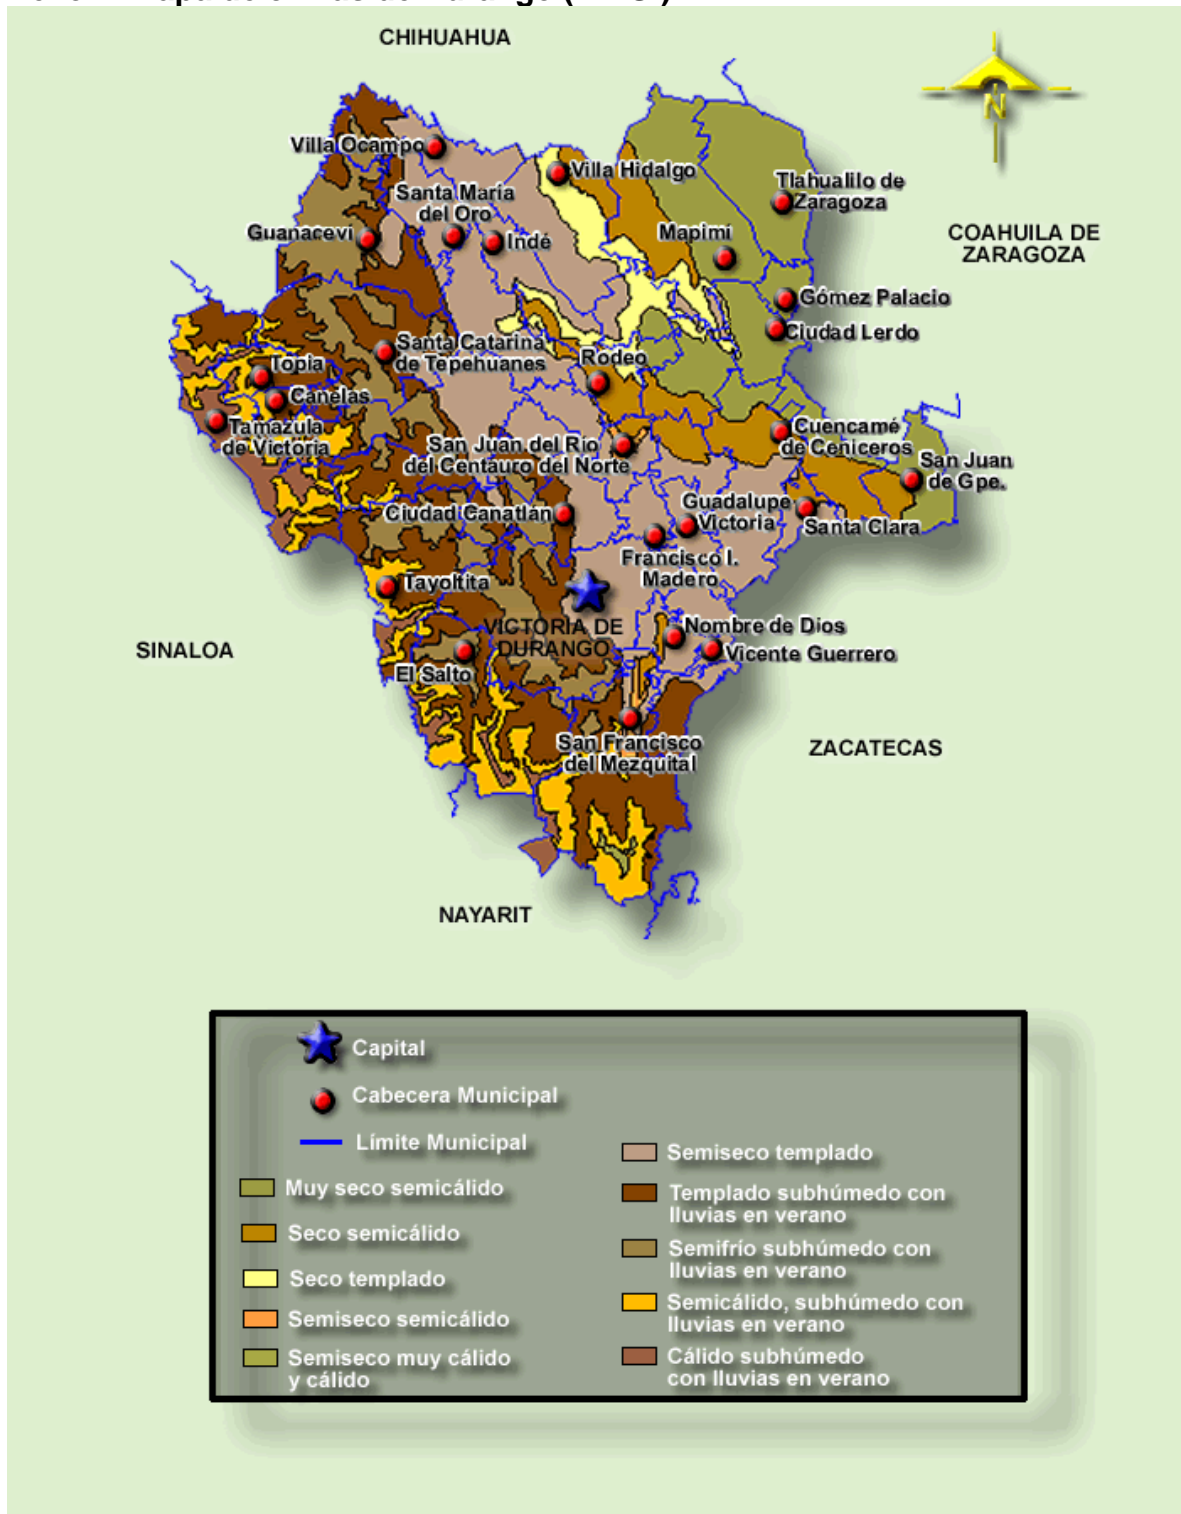 CHIHUAHUA
N
Villa Ocampo
Villa Hidalgo
Santa María
del Oro
Tlahualilo de
Zaragoza
Guanacevi
Indé
Mapimí
COAHUILA DE
ZARAGOZA
Gómez Palacio
Ciudad Lerdo
Santa Catarina
de Tepehuanes
Rodeo
Topia
Canelas
Tamazula
de Victoria
San Juan del Río
del Centauro del Norte
Cuencamé
de Ceniceros
San Juan
de Gpe.
Ciudad Canatlán
Guadalupe
Victoria
Santa Clara
Francisco I.
Madero
Tayoltita
VICTORIA DE
DURANGO
Nombre de Dios
Vicente Guerrero
SINALOA
El Salto
San Francisco
del Mezquital
ZACATECAS
NAYARIT
Capital
Cabecera Municipal
Límite Municipal
Muy seco semicálido
Seco semicálido
Seco templado
Semiseco semicálido
Semiseco muy cálido
y cálido
Semiseco templado
Templado subhúmedo con
lluvias en verano
Semifrío subhúmedo con
lluvias en verano
Semicálido, subhúmedo con
lluvias en verano
Cálido subhúmedo
con lluvias en verano